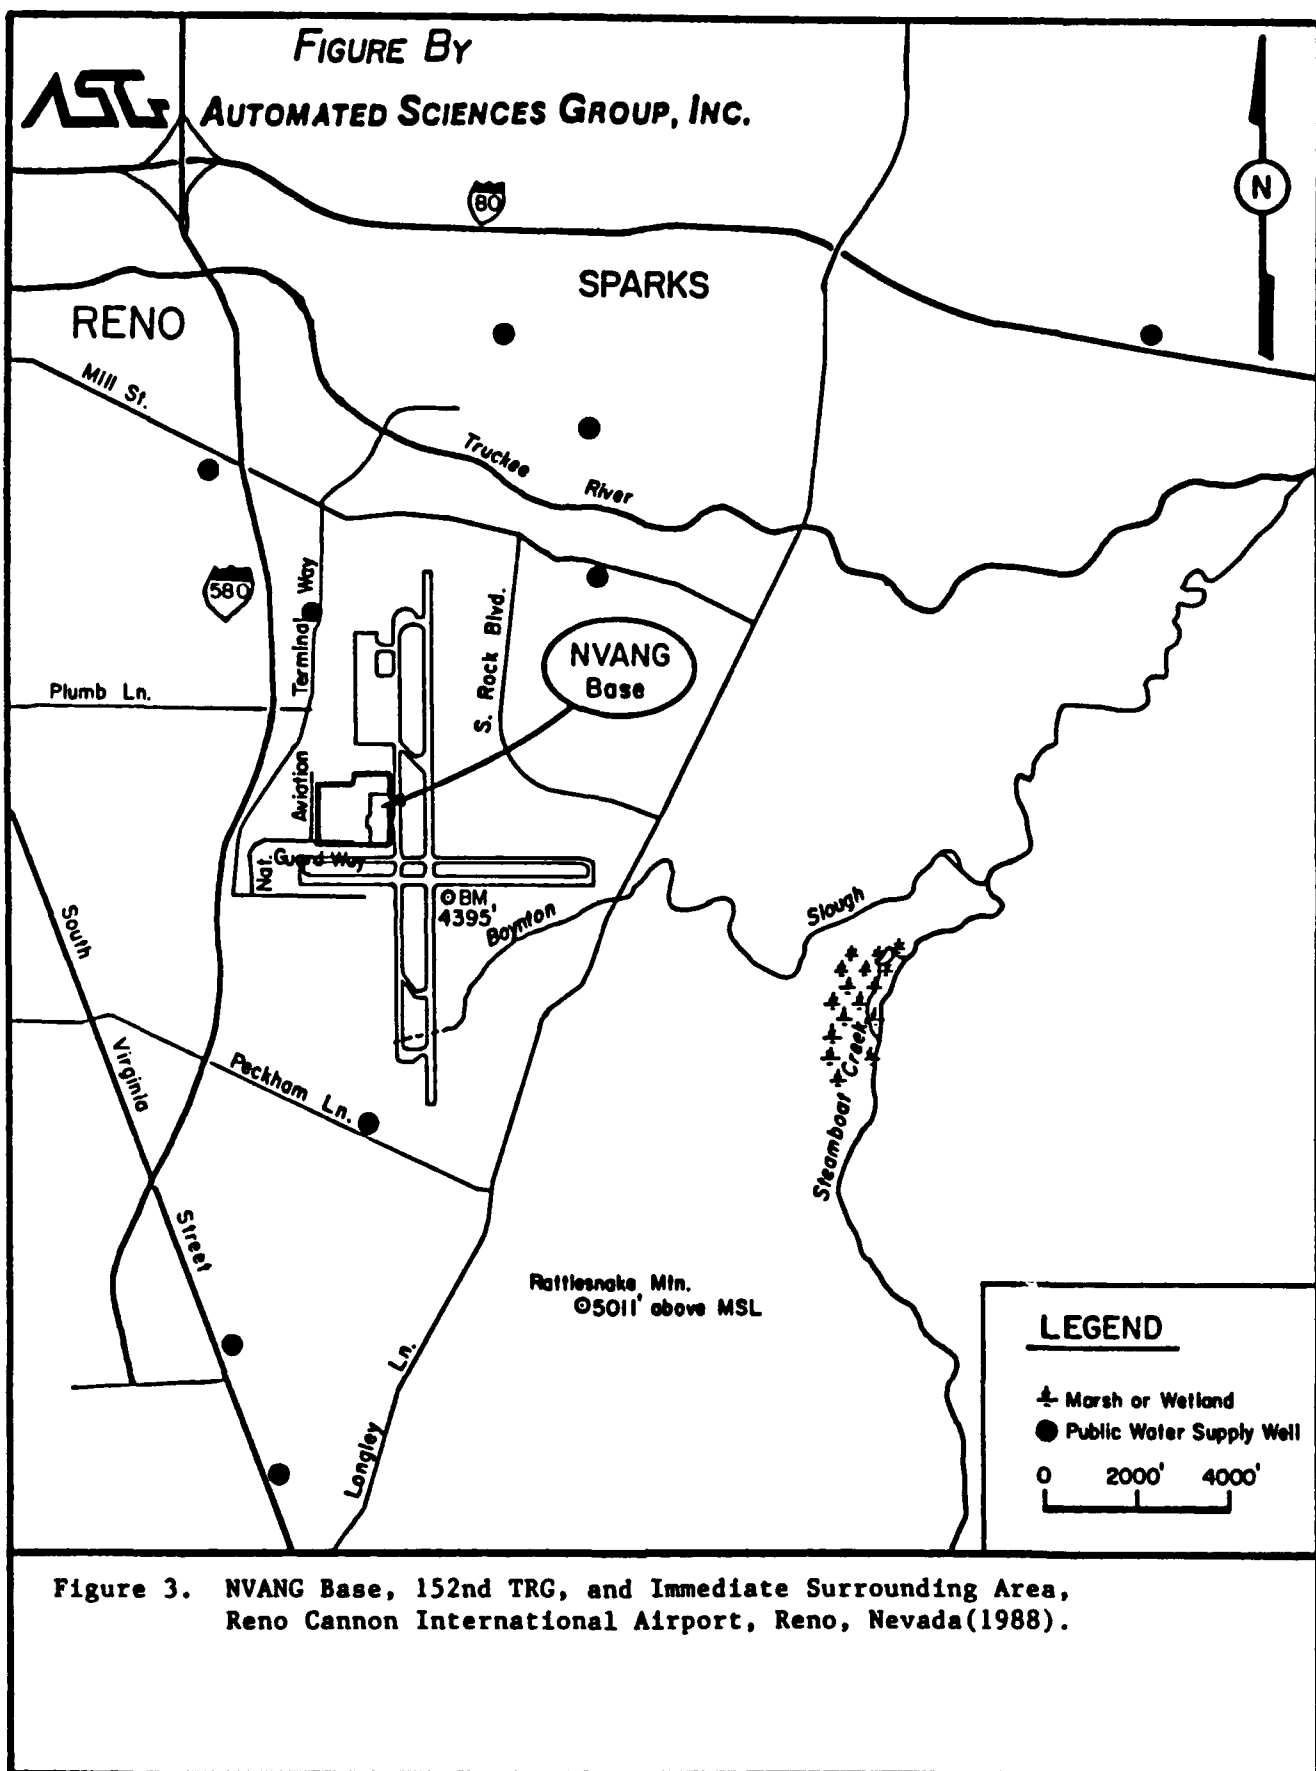 FIGURE BY
ASG
AUTOMATED SCIENCES GROUP, INC.
N
80
SPARKS
RENO
Mill St.
Truckee
River
580
Terminal Way
S. Rock Blvd.
NVANG
Base
Plumb Ln.
Aviation
Nat. Guard Way
BM
4395'
Boynton
Slough
South
Virginia
Street
Peckham Ln.
Steamboat Creek
Rattlesnake Mtn.
5011' above MSL
Longley Ln.
LEGEND
Marsh or Wetland
Public Water Supply Well
0 2000' 4000'
Figure 3. NVANG Base, 152nd TRG, and Immediate Surrounding Area,
Reno Cannon International Airport, Reno, Nevada(1988).